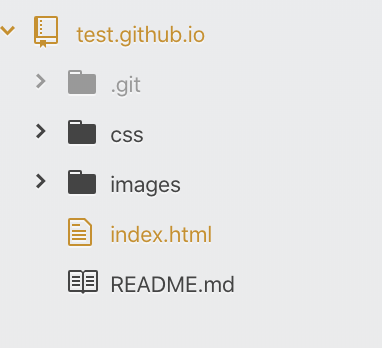 test.github.io
.git
css
images
index.html
README.md